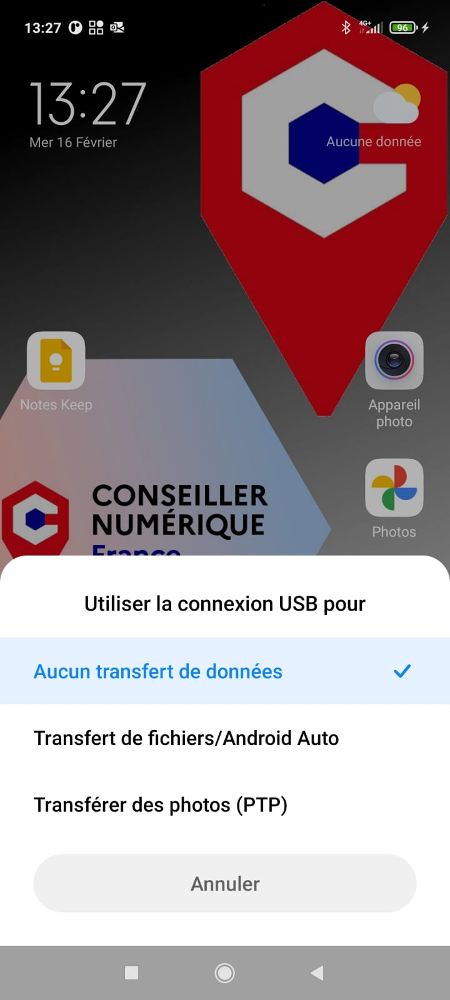 13:27
4G+
96
13:27
Mer 16 Février
Aucune donnée
Notes Keep
Appareil
photo
Photos
CONSEILLER
NUMÉRIQUE
France
Utiliser la connexion USB pour
Aucun transfert de données
Transfert de fichiers/Android Auto
Transférer des photos (PTP)
Annuler